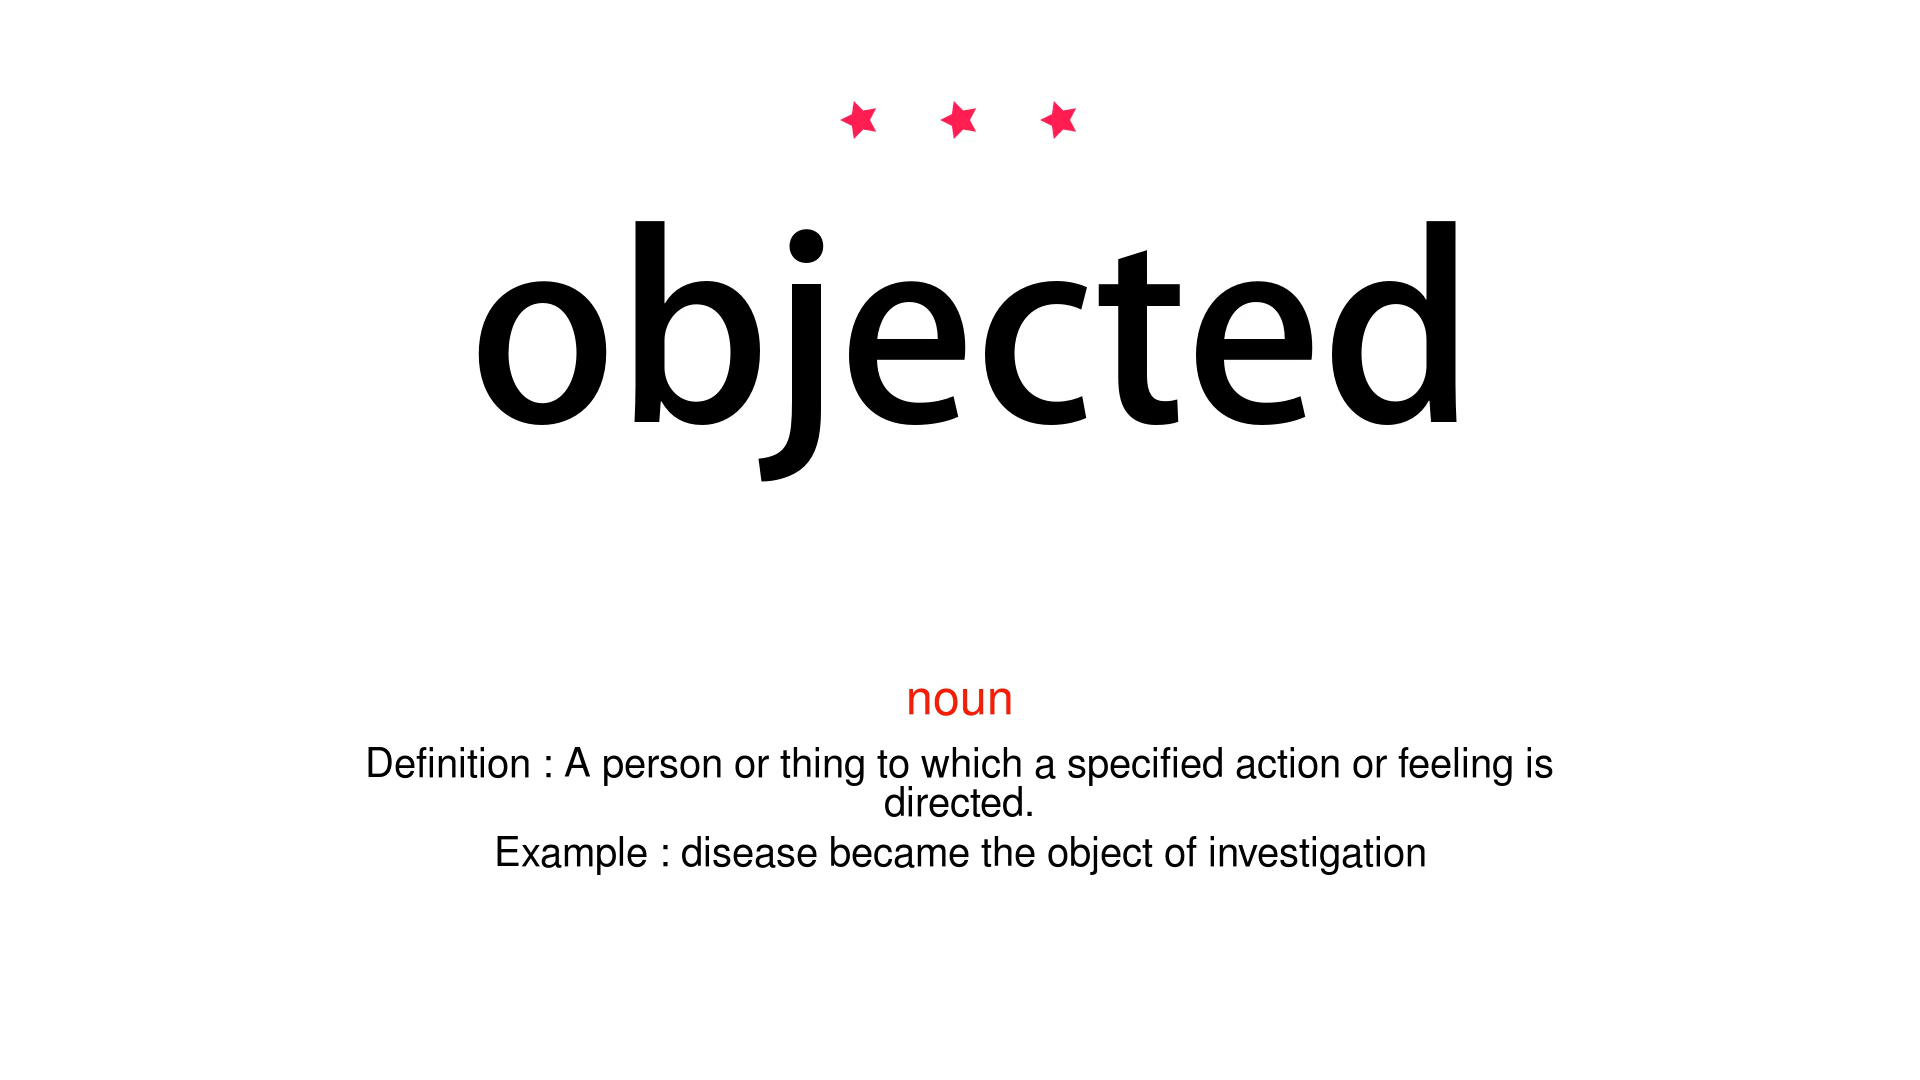 objected
noun
Definition : A person or thing to which a specified action or feeling is
directed.
Example : disease became the object of investigation